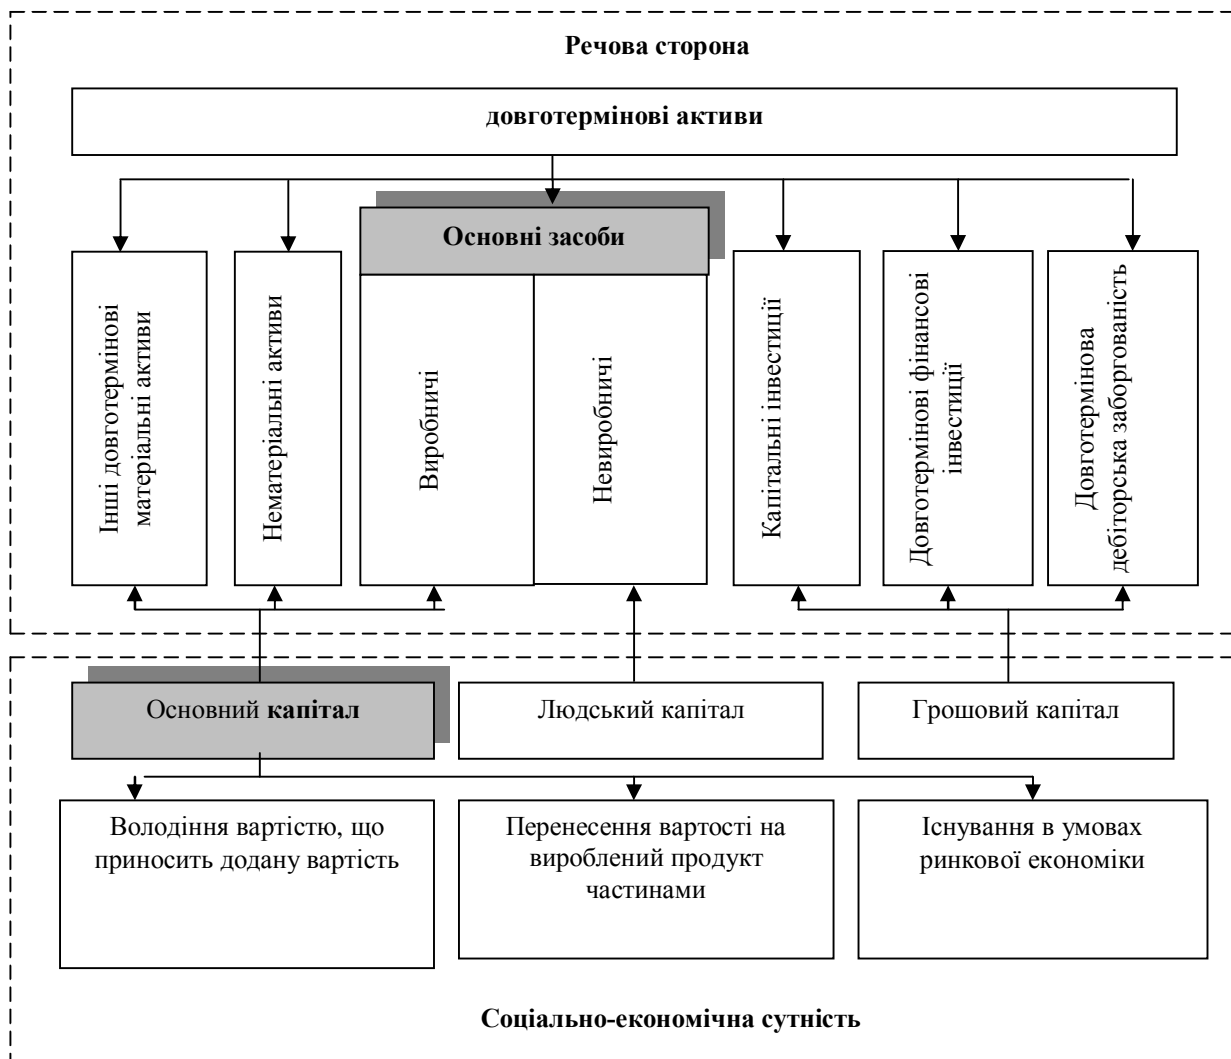 Речова сторона
довготермінові активи
Основні засоби
Інші довготермінові
матеріальні активи
Нематеріальні активи
Виробничі
Невиробничі
Капітальні інвестиції
Довготермінові фінансові
інвестиції
Довготермінова
дебіторська заборгованість
Основний капітал
Людський капітал
Грошовий капітал
Володіння вартістю, що
приносить додану вартість
Перенесення вартості на
вироблений продукт
частинами
Існування в умовах
ринкової економіки
Соціально-економічна сутність